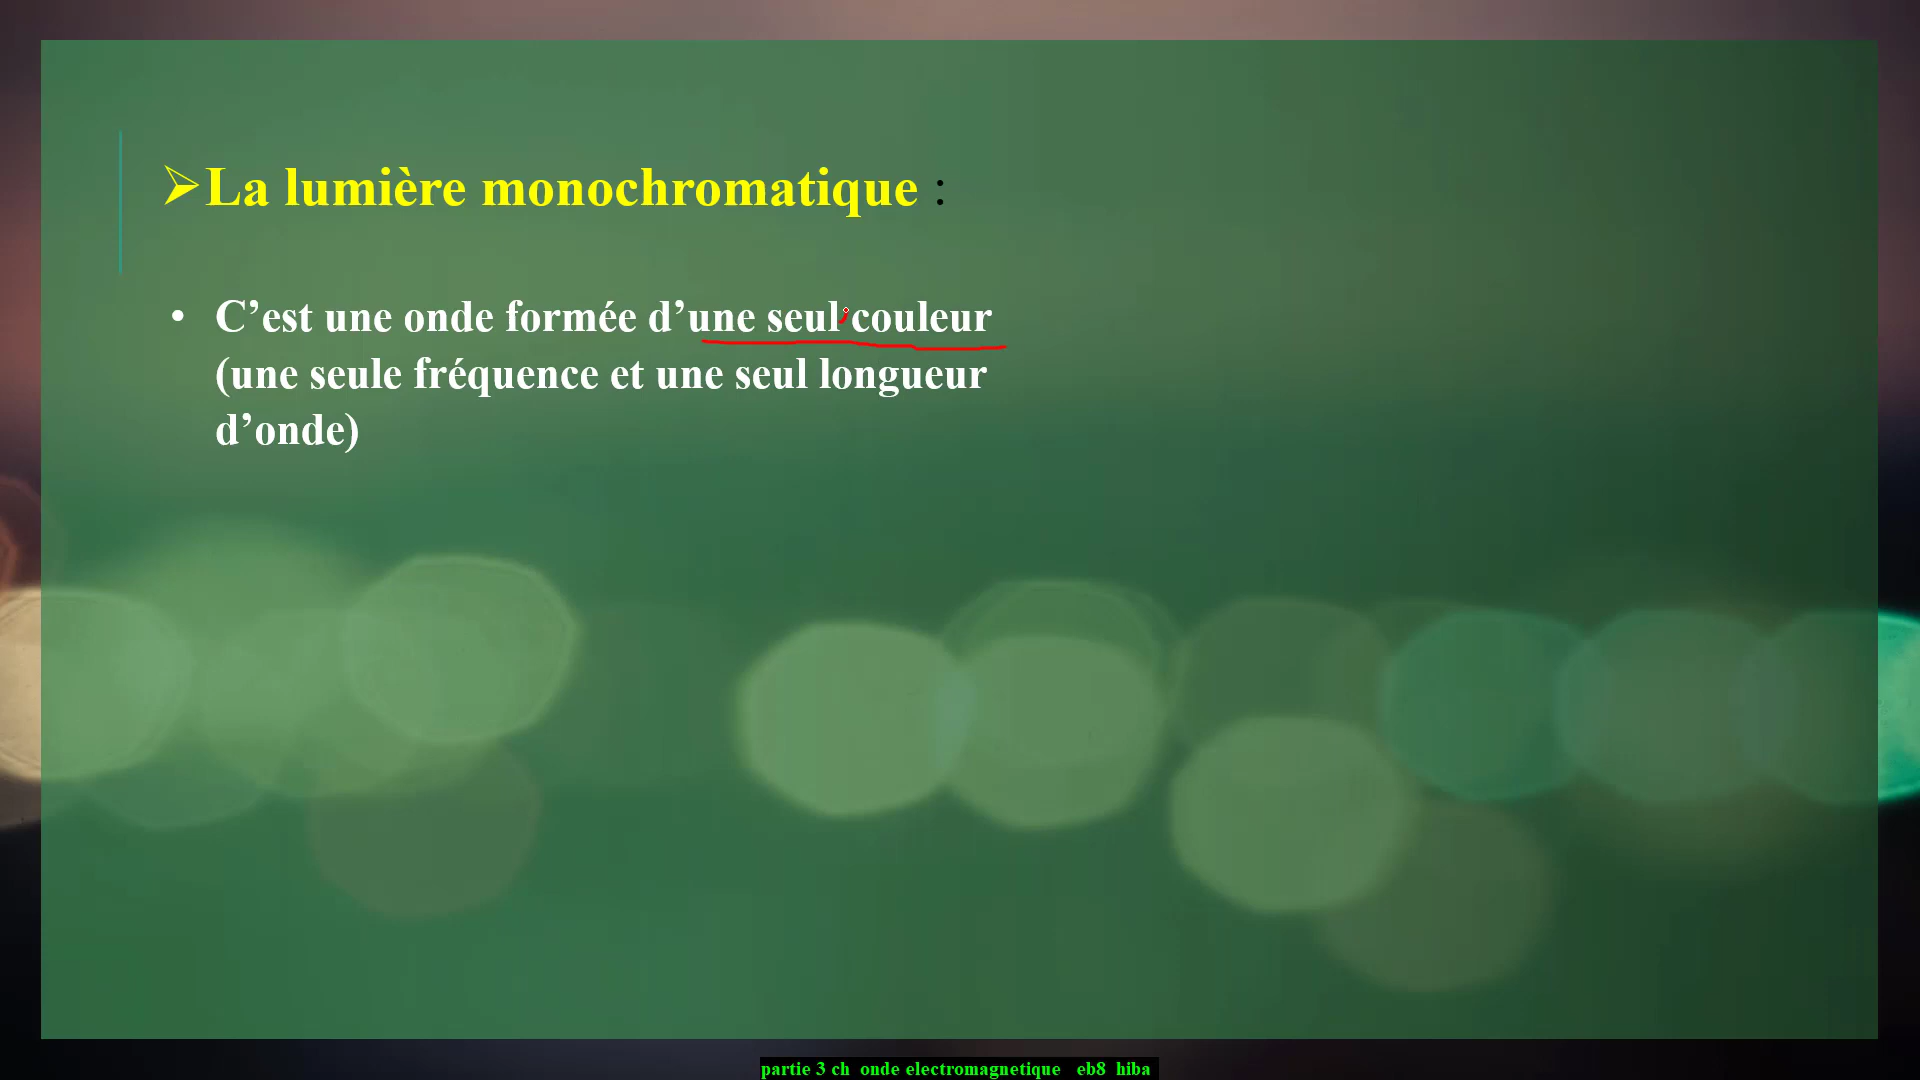 ➢La lumière monochromatique :
• C’est une onde formée d’une seul couleur
(une seule fréquence et une seul longueur
d’onde)
partie 3 ch onde electromagnetique eb8 hiba